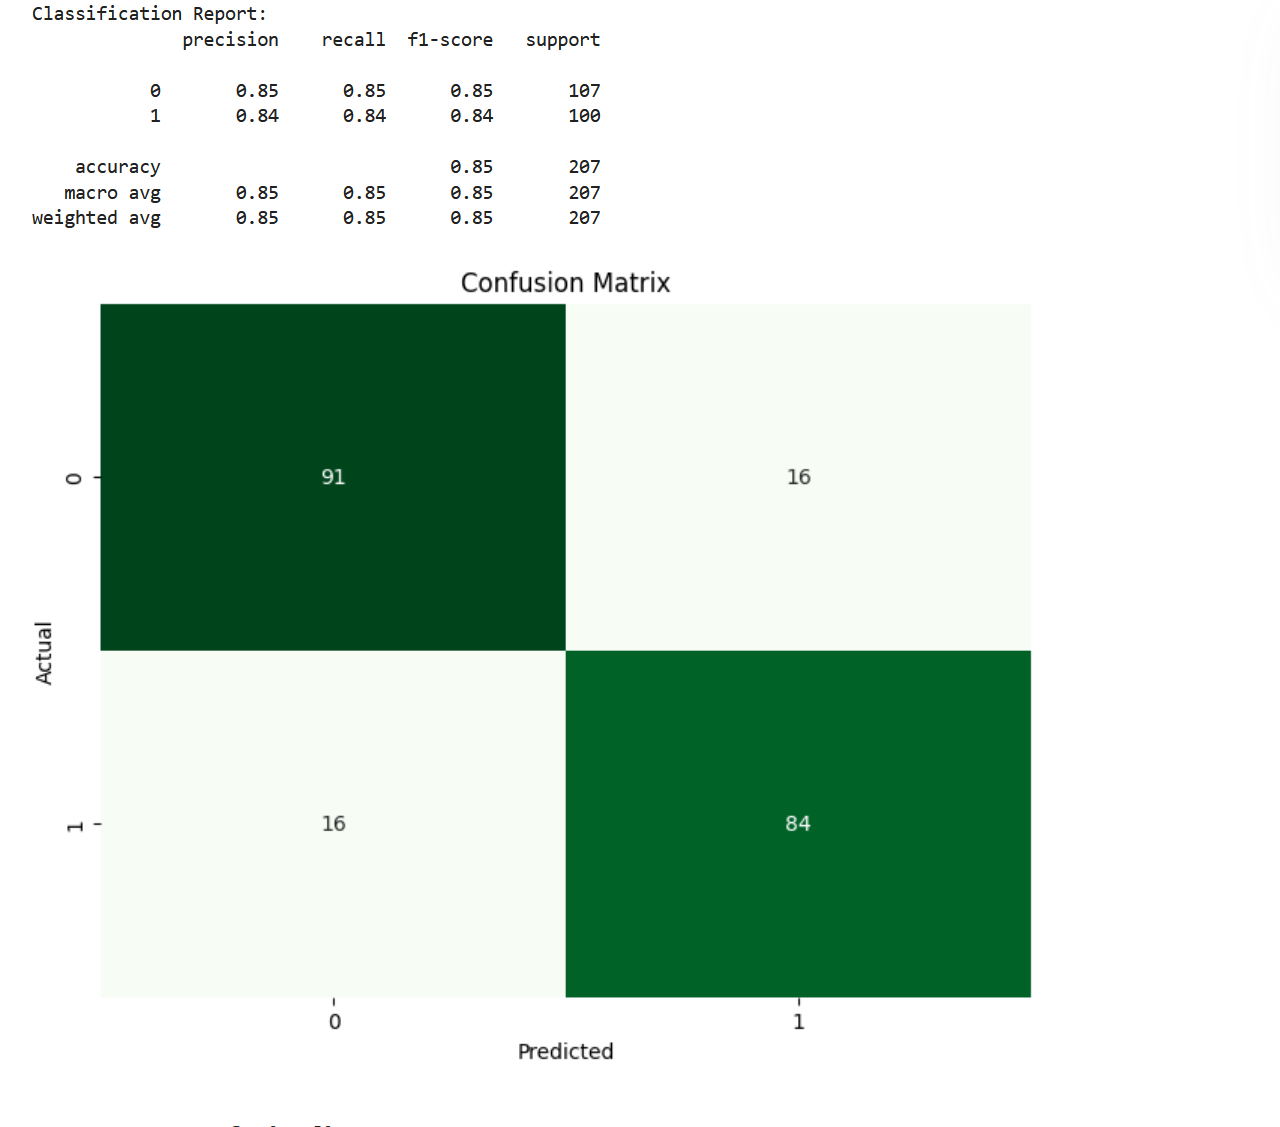 Classification Report:
precision recall f1-score support
0 0.85 0.85 0.85 107
1 0.84 0.84 0.84 100
accuracy 0.85 207
macro avg 0.85 0.85 0.85 207
weighted avg 0.85 0.85 0.85 207
Confusion Matrix
91 16
0
Actual
16 84
1
0 1
Predicted